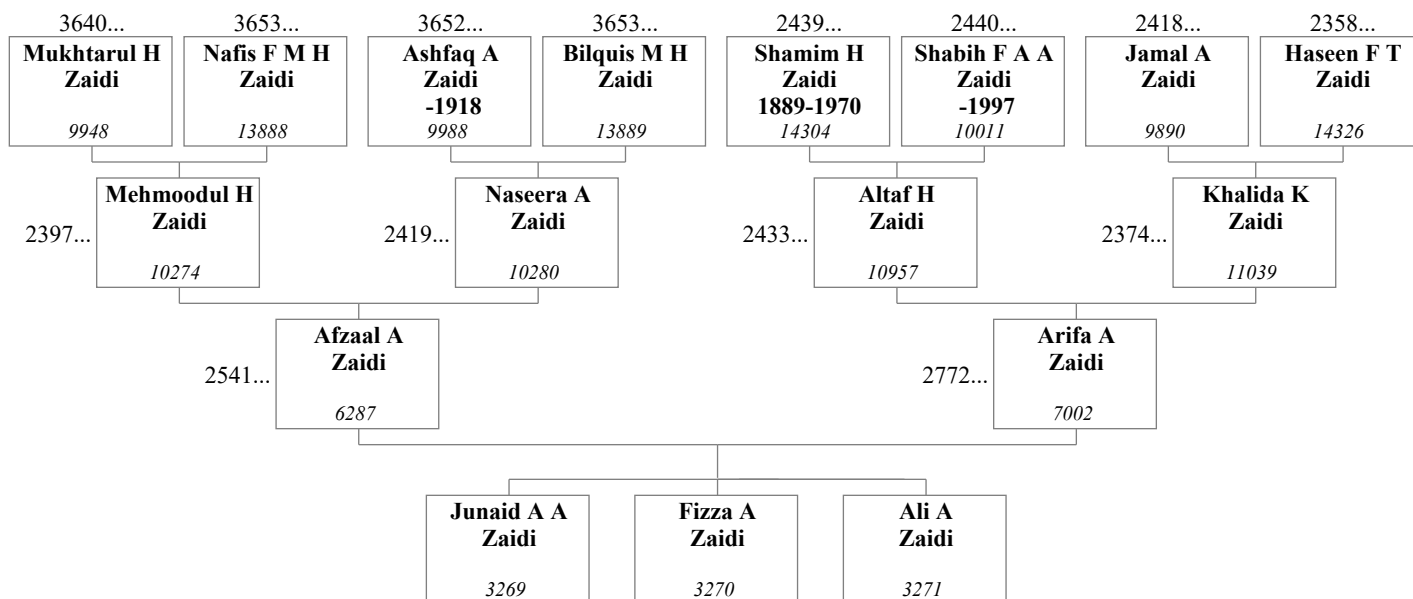 3640...
3653...
3652...
3653...
2439...
2440...
2418...
2358...
Mukhtarul H
Zaidi
9948
Nafis F M H
Zaidi
13888
Ashfaq A
Zaidi
-1918
9988
Bilquis M H
Zaidi
13889
Shamim H
Zaidi
1889-1970
14304
Shabih F A A
Zaidi
-1997
10011
Jamal A
Zaidi
9890
Haseen F T
Zaidi
14326
2397...
Mehmoodul H
Zaidi
10274
2419...
Naseera A
Zaidi
10280
2433...
Altaf H
Zaidi
10957
2374...
Khalida K
Zaidi
11039
2541...
Afzaal A
Zaidi
6287
2772...
Arifa A
Zaidi
7002
Junaid A A
Zaidi
3269
Fizza A
Zaidi
3270
Ali A
Zaidi
3271